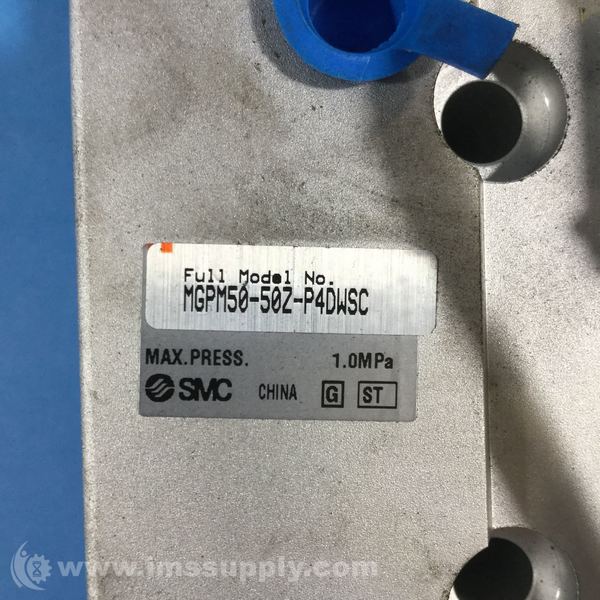 Full Model No.
MGPM50-50Z-P4DWSC
MAX.PRESS. 1.0MPa
SMC CHINA G ST
www.imssupply.com